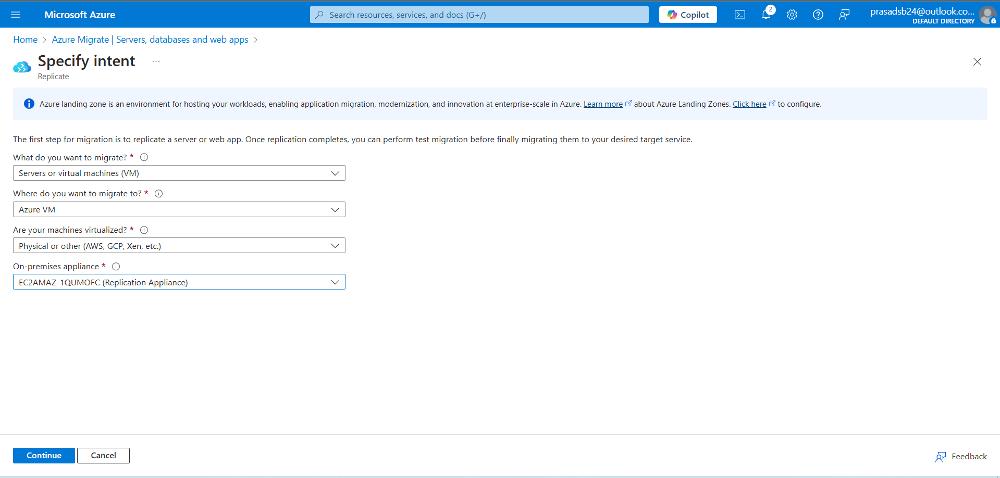 Microsoft Azure
Search resources, services, and docs (G+/)
Copilot
2
prasadsb24@outlook.co...
DEFAULT DIRECTORY
Home > Azure Migrate | Servers, databases and web apps >
Specify intent ...
Replicate
Azure landing zone is an environment for hosting your workloads, enabling application migration, modernization, and innovation at enterprise-scale in Azure. Learn more about Azure Landing Zones. Click here to configure.
The first step for migration is to replicate a server or web app. Once replication completes, you can perform test migration before finally migrating them to your desired target service.
What do you want to migrate? *
Servers or virtual machines (VM)
Where do you want to migrate to? *
Azure VM
Are your machines virtualized? *
Physical or other (AWS, GCP, Xen, etc.)
On-premises appliance *
EC2AMAZ-1QUMOFC (Replication Appliance)
Continue
Cancel
Feedback